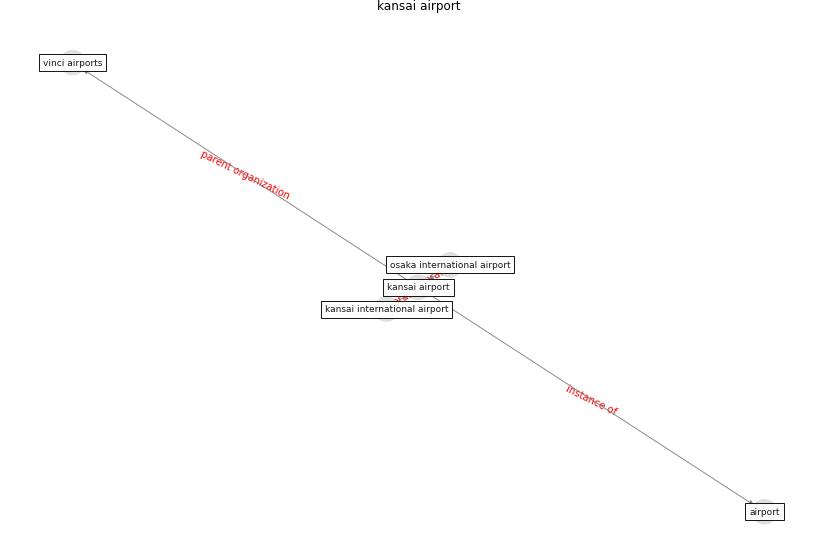 kansai airport
vinci airports
parent organization
osaka international airport
kansai airport
kansai international airport
instance of
airport